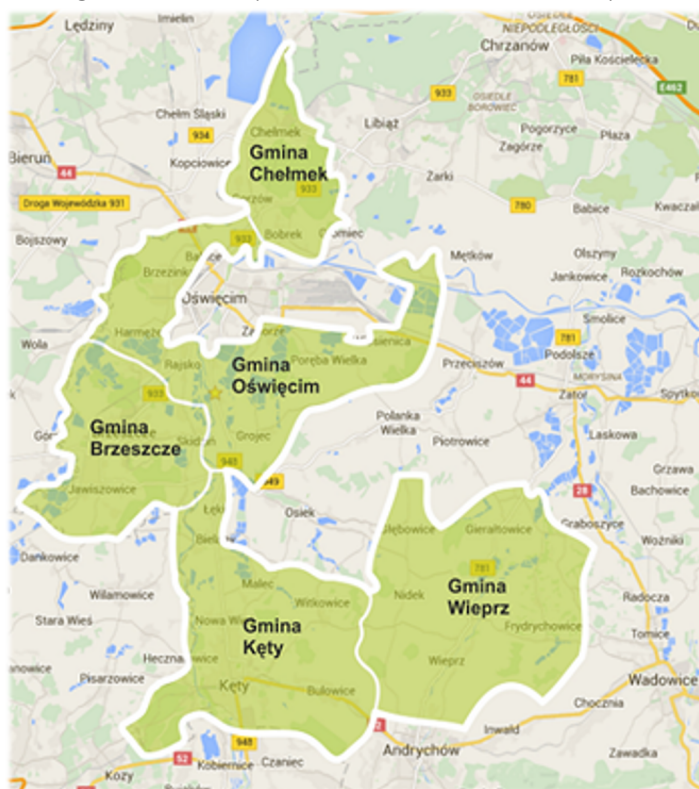 Lędziny
Imielin
OSIEDLE
NIEPODLEGŁOŚCI
Chrzanów
Piła Kościelecka
781
E462
933
OSIEDLE
BOROWIEC
Chełm Śląski
934
Chełmek
Libiąż
Pogorzyce
Płaza
Zagórze
Gmina
Chełmek
933
Bieruń
Kopciowice
44
Żarki
Droga Wojewódzka 931
Gorzów
780
Babice
Kwaczała
Bobrek
Gromiec
Bojszowy
933
Metków
Olszyny
Brzezinka
Jankowice
Rozkochów
Oświęcim
Smolice
Harmęże
Zaborze
781
Wola
Podolsze
Rajsko
Gmina
Oświęcim
Poręba Wielka
Przeciszów
MORYSINA
44
Zator
933
Spytko
Gmina
Brzeszcze
Polanka
Wielka
Grojec
Piotrowice
Laskowa
948
949
Grzawa
Jawiszowice
28
Bachowice
Osiek
Głębowice
Gierałtowice
Graboszyce
Woźniki
Dankowice
781
Malec
Wilamowice
Nidek
Gmina
Wieprz
Radocza
Witkowice
Stara Wieś
Nowa Wieś
Gmina
Kęty
Frydrychowice
Tomice
Hecznarowice
Pisarzowice
Wieprz
Wadowice
Kęty
Bulowice
Chocznia
Inwałd
948
52
Kobiernice
Czaniec
Andrychów
Zawadka
Kozy